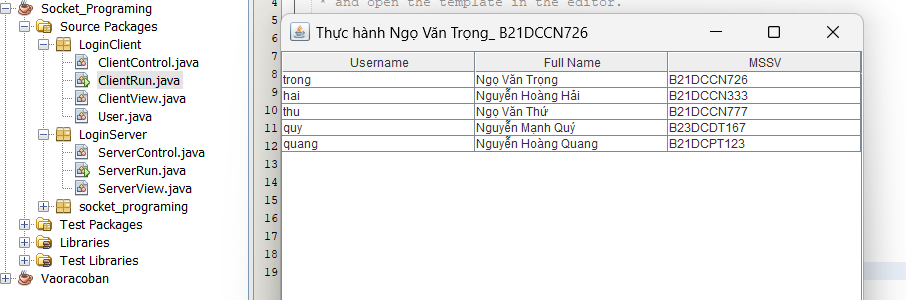 Socket_Programing
Source Packages
LoginClient
ClientControl.java
ClientRun.java
ClientView.java
User.java
LoginServer
ServerControl.java
ServerRun.java
ServerView.java
socket_programing
Test Packages
Libraries
Test Libraries
Vaoracoban
4
5
6
7
8
9
10
11
12
13
14
15
16
17
18
19
* and open the template in the editor.
Thực hành Ngọ Văn Trọng_ B21DCCN726
Username Full Name MSSV
trong Ngọ Văn Trọng B21DCCN726
hai Nguyễn Hoàng Hải B21DCCN333
thu Ngọ Văn Thứ B21DCCN777
quy Nguyễn Mạnh Quý B23DCDT167
quang Nguyễn Hoàng Quang B21DCPT123